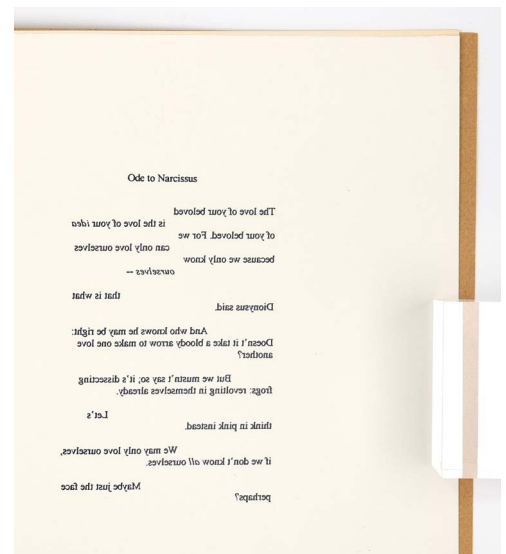 Ode to Narcissus
The love of your beloved
is the love of your idea
of your beloved. For we
can only love ourselves
because we only know
ourselves --
that is what
Dionysus said.
And who knows he may be right:
Doesn't it take a bloody arrow to make one love
another?
But we mustn't say so; it's dissecting
frogs: revolting in themselves already.
Let's
think in pink instead.
We may only love ourselves,
if we don't know all ourselves.
Maybe just the face
perhaps?